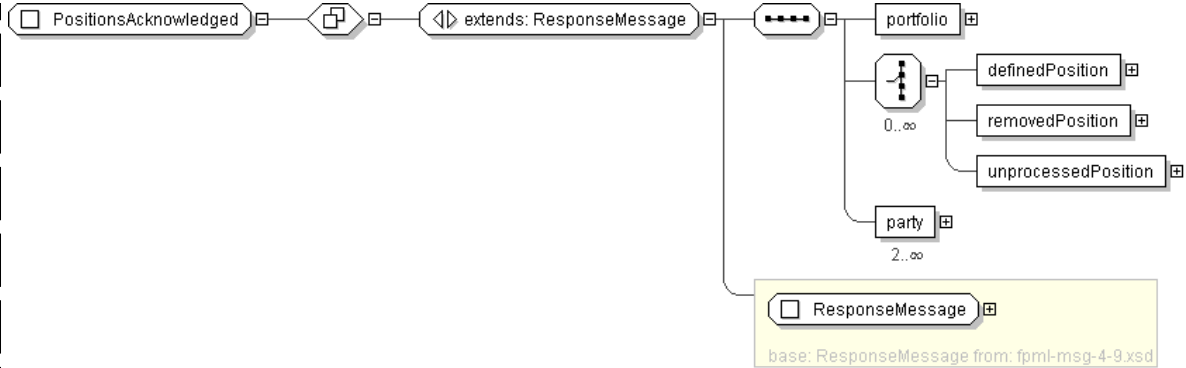 PositionsAcknowledged
extends: ResponseMessage
portfolio
definedPosition
0..∞
removedPosition
unprocessedPosition
party
2..∞
ResponseMessage
base: ResponseMessage from: fpml-msg-4-9.xsd